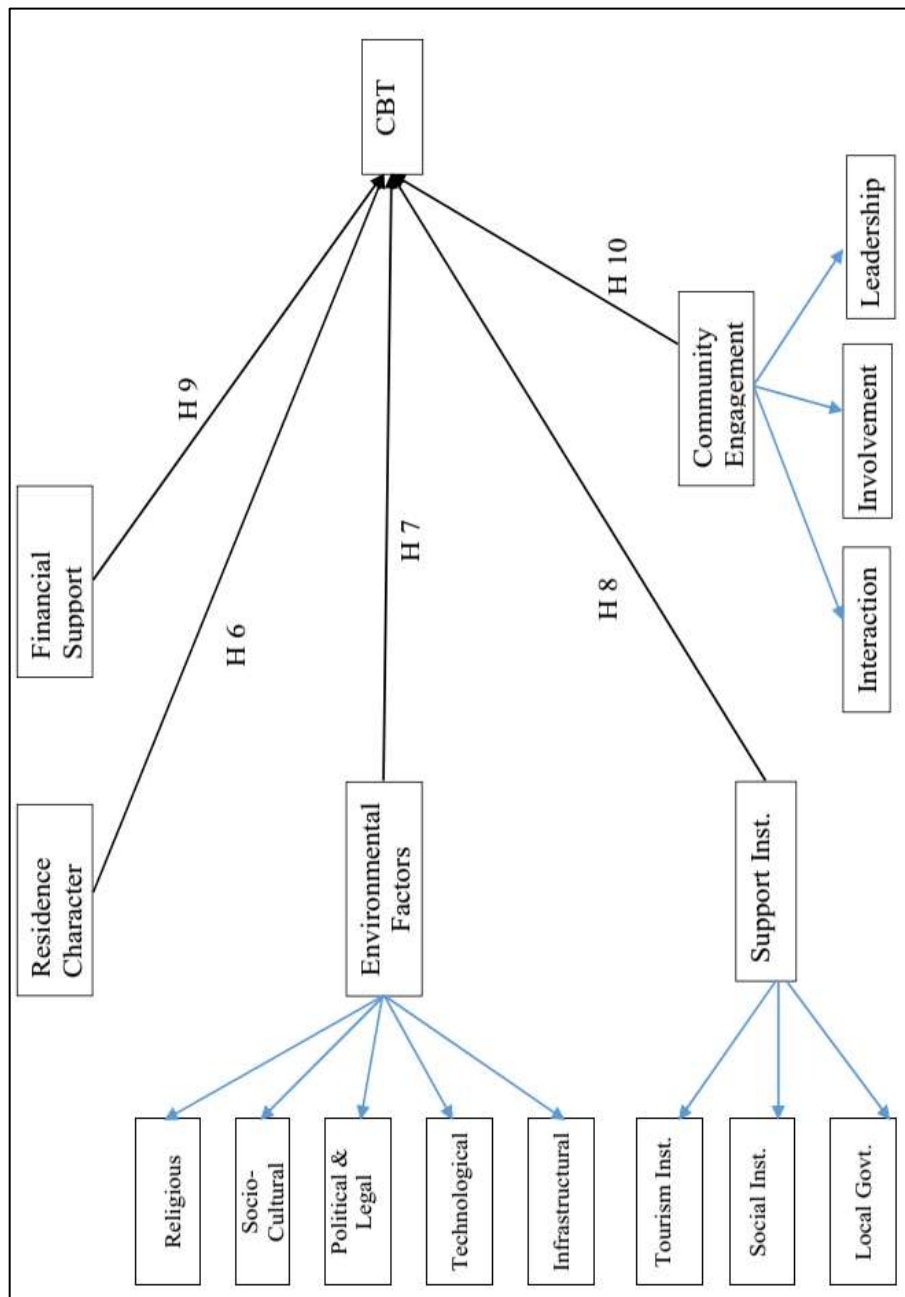 Religious
Socio-
Cultural
Political &
Legal
Technological
Infrastructural
Tourism Inst.
Social Inst.
Local Govt.
Residence
Character
Environmental
Factors
Support Inst.
Financial
Support
H 9
H 6
H 7
H 8
H 10
Community
Engagement
Interaction
Involvement
Leadership
CBT